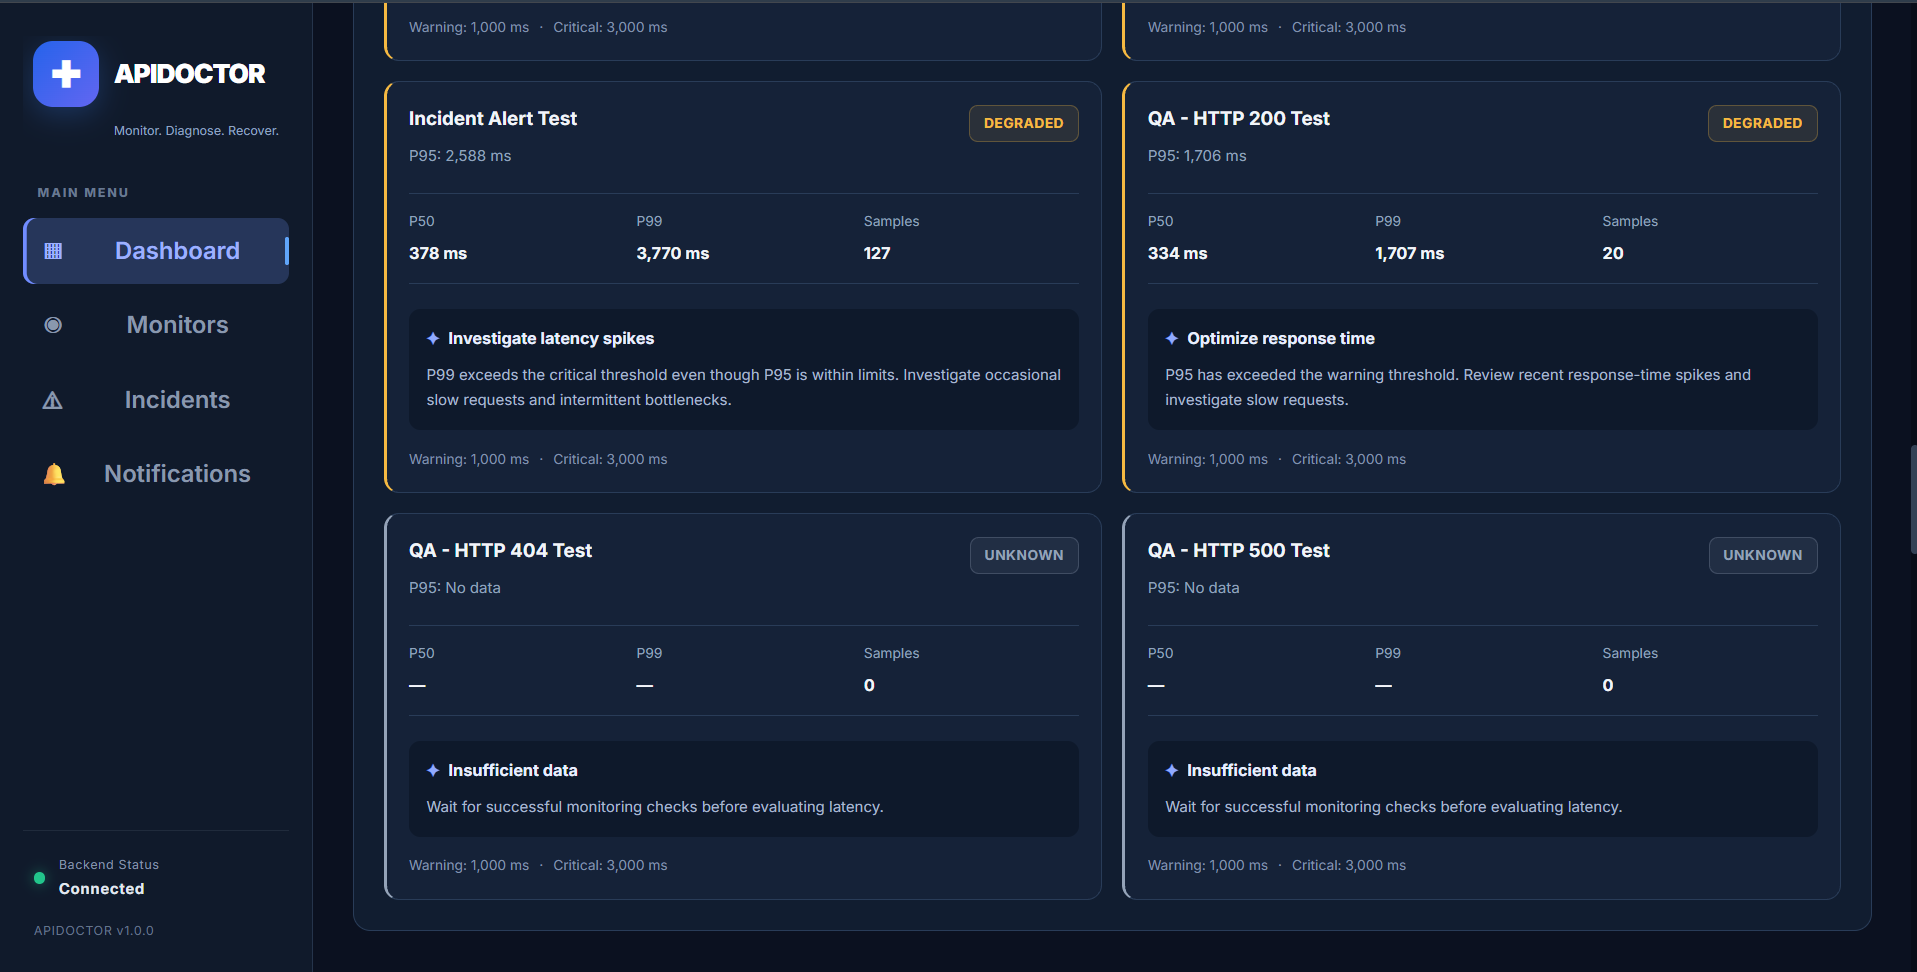 APIDOCTOR
Monitor. Diagnose. Recover.
MAIN MENU
Dashboard
Monitors
Incidents
Notifications
Backend Status
Connected
APIDOCTOR v1.0.0
Warning: 1,000 ms · Critical: 3,000 ms
Warning: 1,000 ms · Critical: 3,000 ms
Incident Alert Test
DEGRADED
P95: 2,588 ms
P50 P99 Samples
378 ms 3,770 ms 127
Investigate latency spikes
P99 exceeds the critical threshold even though P95 is within limits. Investigate occasional
slow requests and intermittent bottlenecks.
Warning: 1,000 ms · Critical: 3,000 ms
QA - HTTP 200 Test
DEGRADED
P95: 1,706 ms
P50 P99 Samples
334 ms 1,707 ms 20
Optimize response time
P95 has exceeded the warning threshold. Review recent response-time spikes and
investigate slow requests.
Warning: 1,000 ms · Critical: 3,000 ms
QA - HTTP 404 Test
UNKNOWN
P95: No data
P50 P99 Samples
— — 0
Insufficient data
Wait for successful monitoring checks before evaluating latency.
Warning: 1,000 ms · Critical: 3,000 ms
QA - HTTP 500 Test
UNKNOWN
P95: No data
P50 P99 Samples
— — 0
Insufficient data
Wait for successful monitoring checks before evaluating latency.
Warning: 1,000 ms · Critical: 3,000 ms